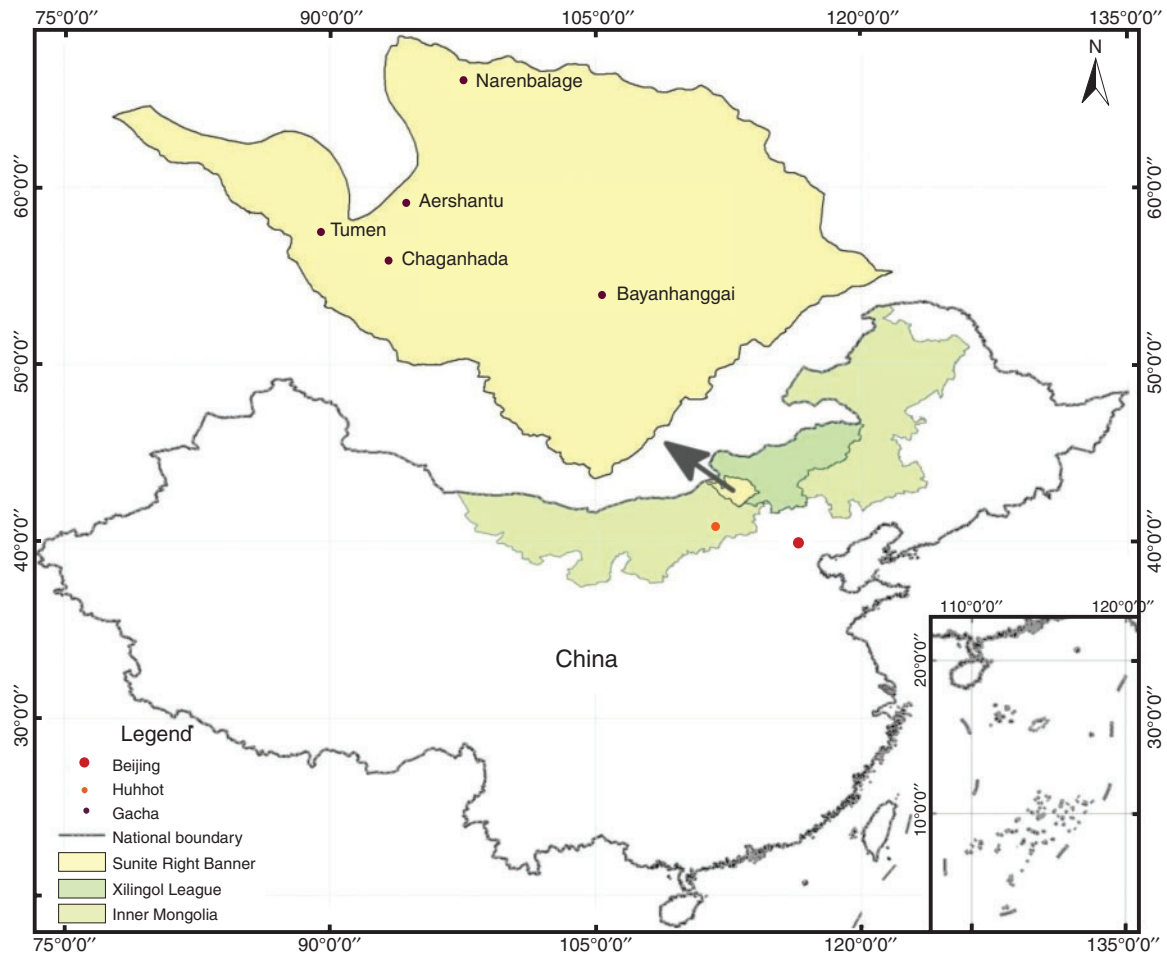 75°0′0″ 90°0′0″ 105°0′0″ 120°0′0″ 135°0′0″
N
Narenbalage
60°0′0″ 60°0′0″
Aershantu
Tumen
Chaganhada
Bayanhanggai
50°0′0″ 50°0′0″
40°0′0″ 40°0′0″
110°0′0″ 120°0′0″
20°0′0″
China
30°0′0″ 30°0′0″
10°0′0″
Legend
Beijing
Huhhot
Gacha
National boundary
Sunite Right Banner
Xilingol League
Inner Mongolia
75°0′0″ 90°0′0″ 105°0′0″ 120°0′0″ 135°0′0″